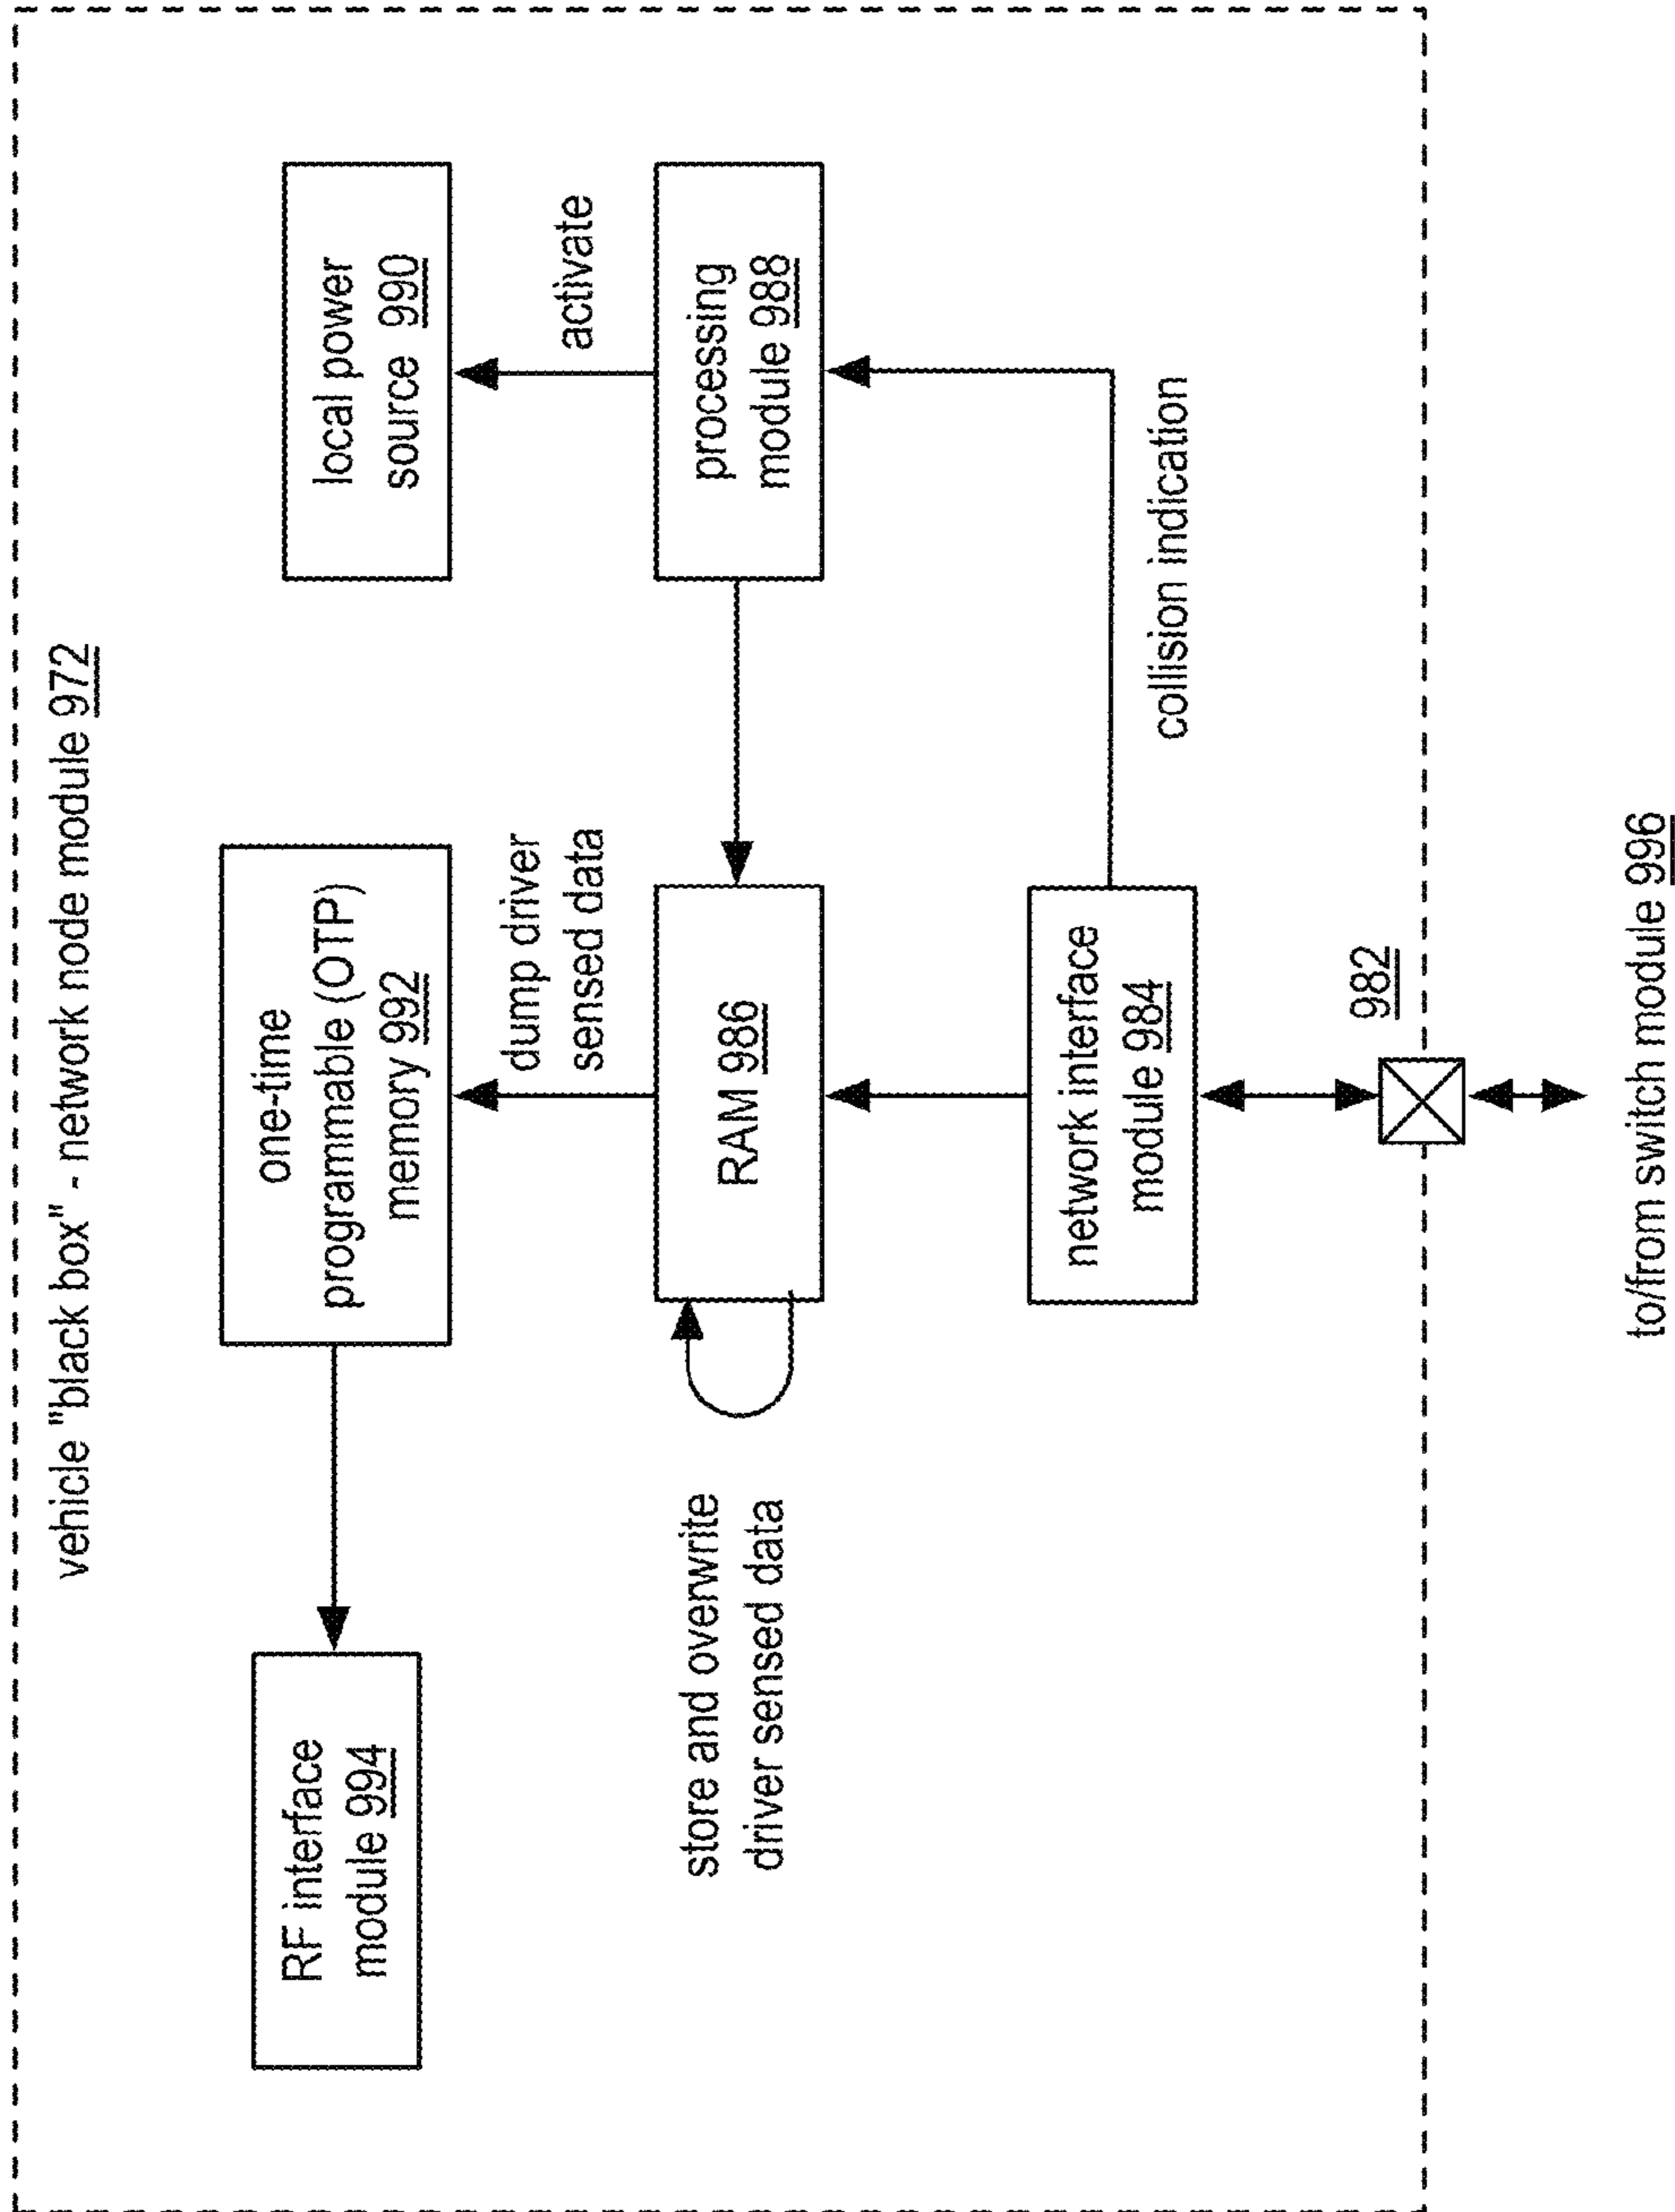 vehicle "black box" - network node module 972
RF interface
module 994
one-time
programmable (OTP)
memory 992
local power
source 990
dump driver
sensed data
activate
store and overwrite
driver sensed data
RAM 986
processing
module 988
network interface
module 984
collision indication
982
to/from switch module 996